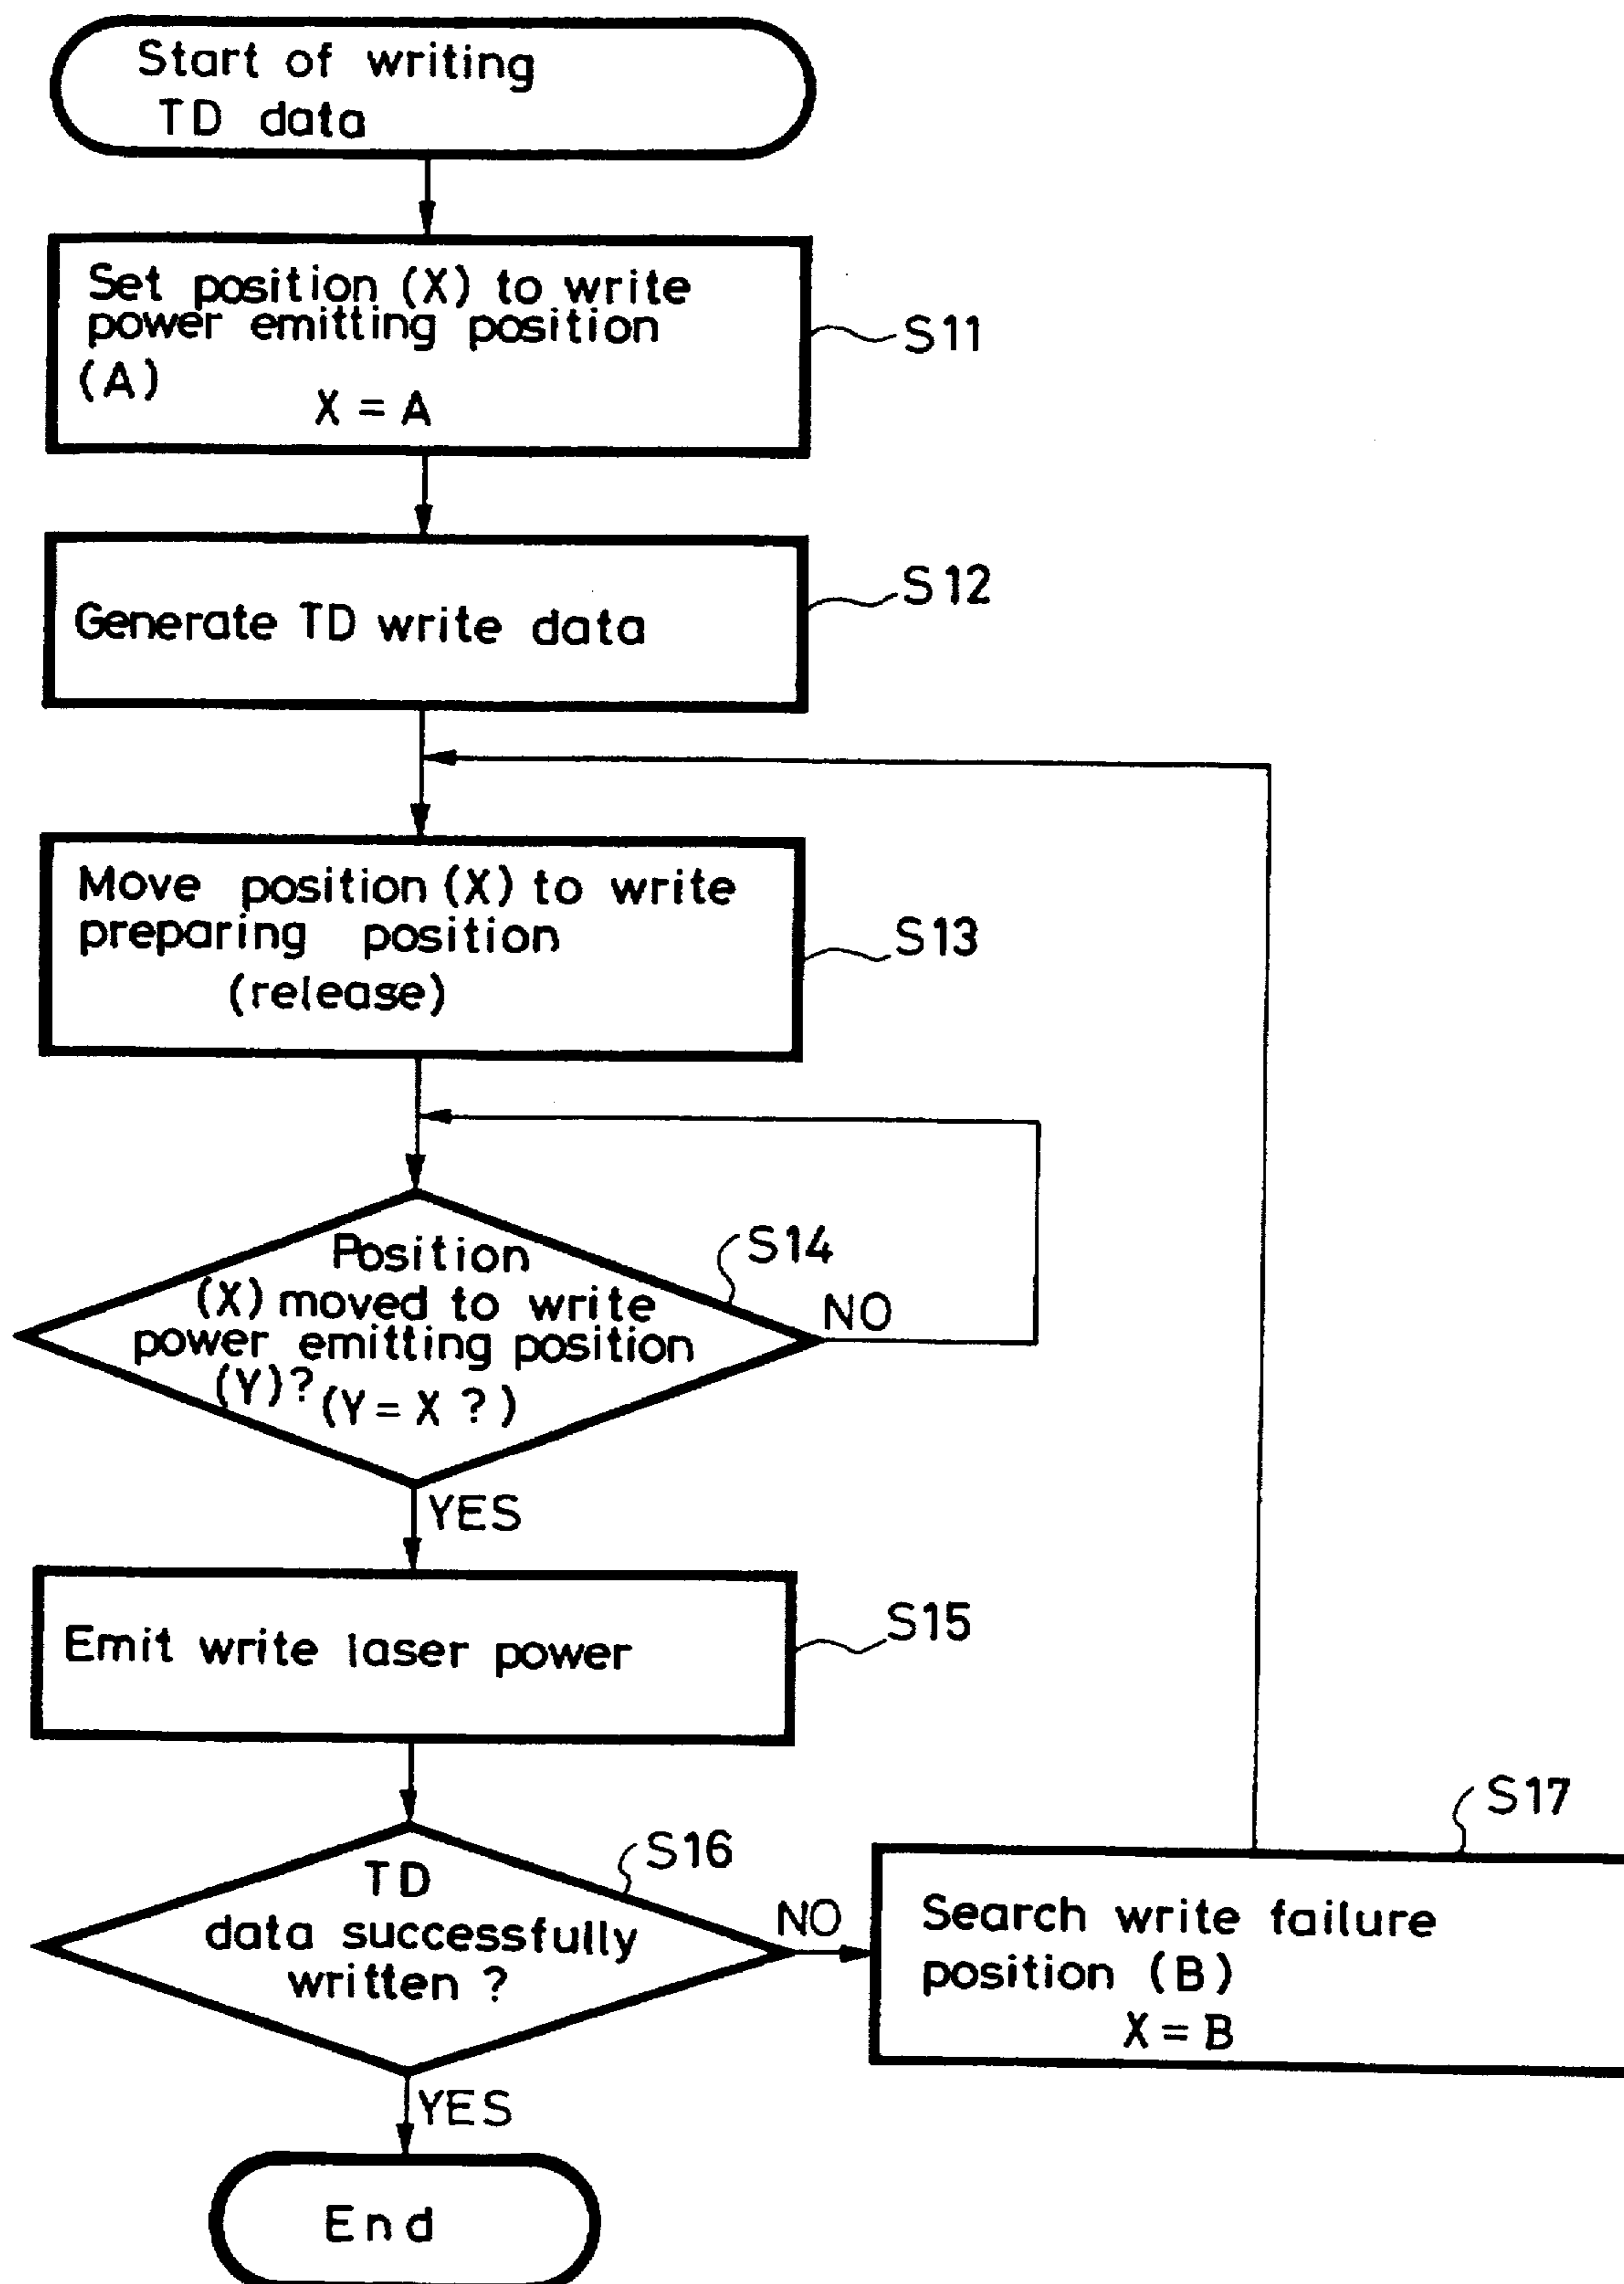 Start of writing
TD data
Set position (X) to write
power emitting position
(A)
X = A
S11
Generate TD write data
S12
Move position (X) to write
preparing position
(release)
S13
Position
(X) moved to write
power emitting position
(Y)? (Y = X ?)
S14
NO
YES
Emit write laser power
S15
TD
data successfully
written ?
S16
NO
Search write failure
position (B)
X = B
S17
YES
End